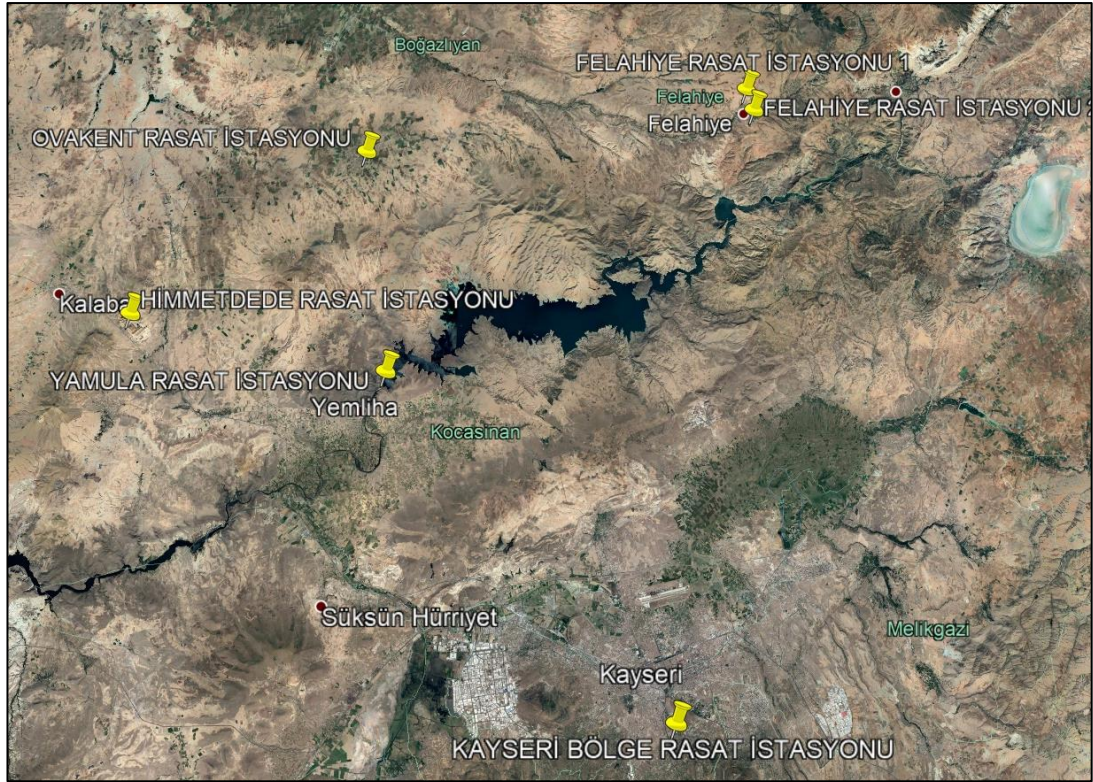 Boğazlıyan
FELAHİYE RASAT İSTASYONU 1
Felahiye
FELAHİYE RASAT İSTASYONU 2
Felahiye
OVAKENT RASAT İSTASYONU
Kalaba
HİMMETDEDE RASAT İSTASYONU
YAMULA RASAT İSTASYONU
Yemliha
Kocasinan
Süksün Hürriyet
Melikgazi
Kayseri
KAYSERİ BÖLGE RASAT İSTASYONU